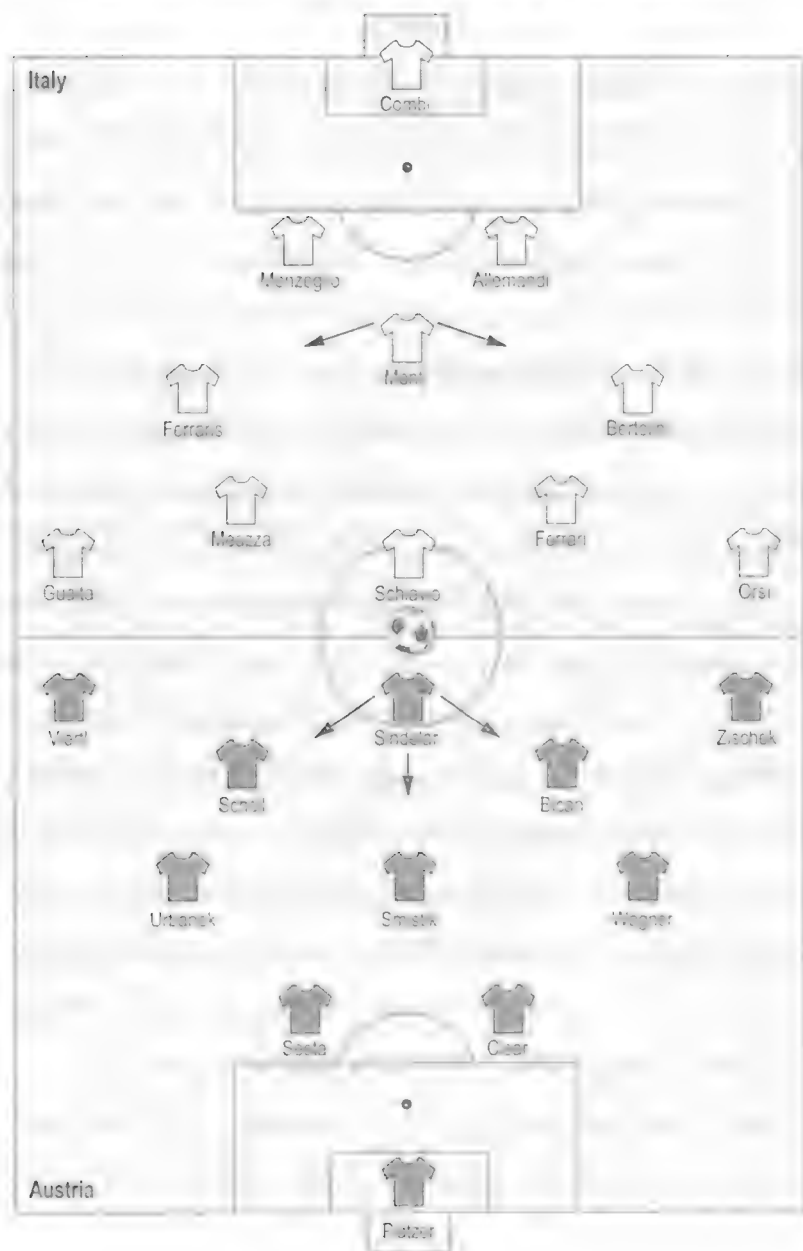 Italy
Combi
Monzeglio
Allemandi
Monti
Ferraris
Bertolini
Meazza
Ferrari
Guaita
Schiavio
Orsi
Viertl
Sindelar
Zischek
Schall
Bican
Urbanek
Smistik
Wagner
Sesta
Cisar
Austria
Platzer